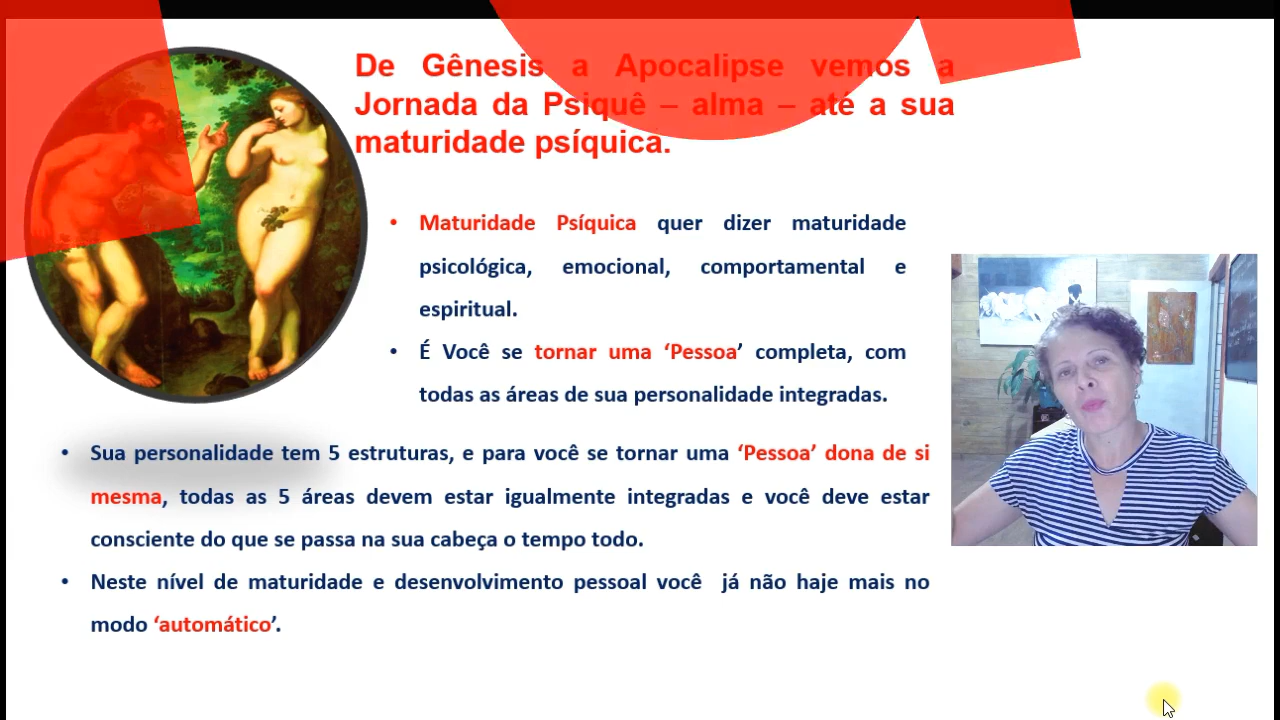 De Gênesis a Apocalipse vemos a
Jornada da Psiquê – alma – até a sua
maturidade psíquica.
• Maturidade Psíquica quer dizer maturidade
psicológica, emocional, comportamental e
espiritual.
• É Você se tornar uma ‘Pessoa’ completa, com
todas as áreas de sua personalidade integradas.
• Sua personalidade tem 5 estruturas, e para você se tornar uma ‘Pessoa’ dona de si
mesma, todas as 5 áreas devem estar igualmente integradas e você deve estar
consciente do que se passa na sua cabeça o tempo todo.
• Neste nível de maturidade e desenvolvimento pessoal você já não haje mais no
modo ‘automático’.